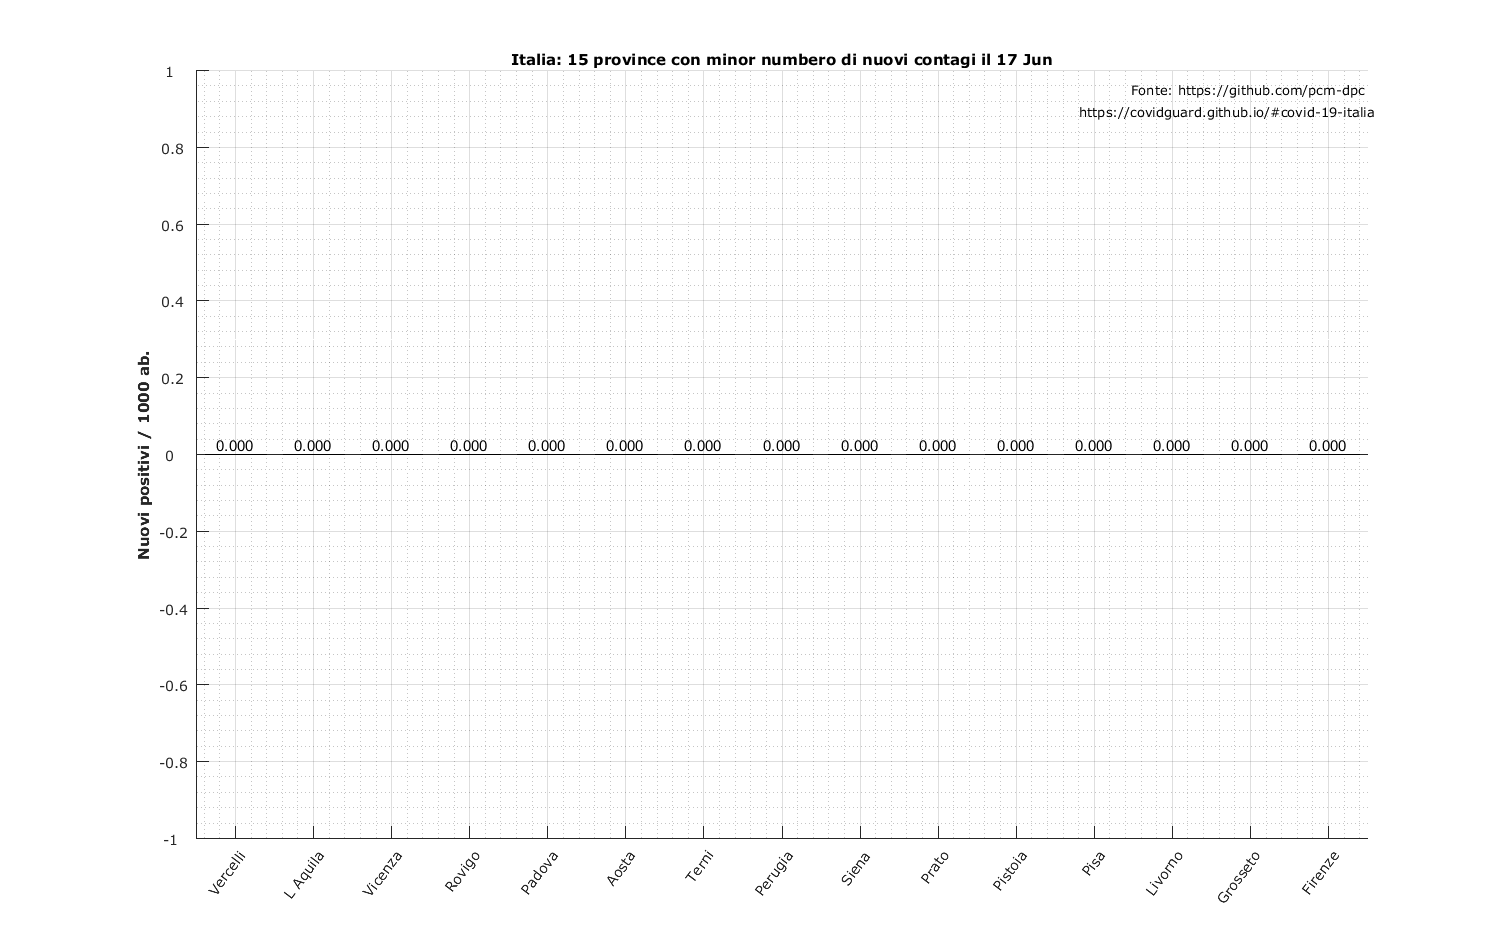 Italia: 15 province con minor numbero di nuovi contagi il 17 Jun
Fonte: https://github.com/pcm-dpc
https://covidguard.github.io/#covid-19-italia
Nuovi positivi / 1000 ab.
1
0.8
0.6
0.4
0.2
0
-0.2
-0.4
-0.6
-0.8
-1
0.000 0.000 0.000 0.000 0.000 0.000 0.000 0.000 0.000 0.000 0.000 0.000 0.000 0.000 0.000
Vercelli
L Aquila
Vicenza
Rovigo
Padova
Aosta
Terni
Perugia
Siena
Prato
Pistoia
Pisa
Livorno
Grosseto
Firenze